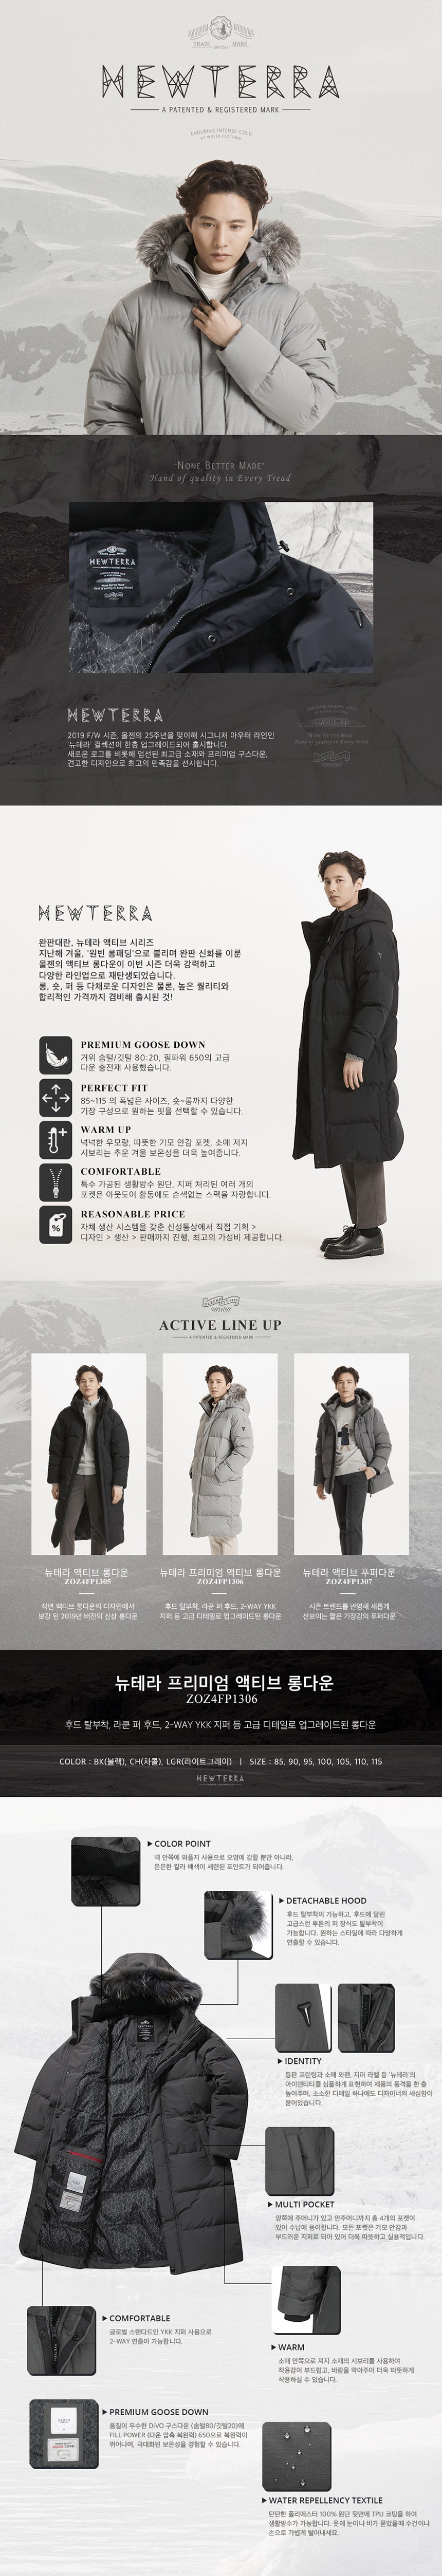 TRADE MARK
NEWTERRA
A PATENTED & REGISTERED MARK
ENDURING INTENSE COLD
OF WOVEN CLOTHING
"NONE BETTER MADE"
Hand of quality in Every Tread
NEWTERRA
NEWTERRA
2019 F/W 시즌, 올젠의 25주년을 맞이해 시그니처 아우터 라인인
'뉴테라' 컬렉션이 한층 업그레이드되어 출시합니다.
새로운 로고를 비롯해 엄선된 최고급 소재와 프리미엄 구스다운,
견고한 디자인으로 최고의 만족감을 선사합니다.
ENDURING INTENSE COLD
"None Better Made"
Hand of quality in Every Tread
NEWTERRA
완판대란, 뉴테라 액티브 시리즈
지난해 겨울, '원빈 롱패딩'으로 불리며 완판 신화를 이룬
올젠의 액티브 롱다운이 이번 시즌 더욱 강력하고
다양한 라인업으로 재탄생되었습니다.
롱, 숏, 퍼 등 다채로운 디자인은 물론, 높은 퀄리티와
합리적인 가격까지 겸비해 출시된 것!
PREMIUM GOOSE DOWN
거위 솜털/깃털 80:20, 필파워 650의 고급
다운 충전재 사용했습니다.
PERFECT FIT
85~115 의 폭넓은 사이즈, 숏~롱까지 다양한
기장 구성으로 원하는 핏을 선택할 수 있습니다.
WARM UP
넉넉한 우모량, 따뜻한 기모 안감 포켓, 소매 저지
시보리는 추운 겨울 보온성을 더욱 높여줍니다.
COMFORTABLE
특수 가공된 생활방수 원단, 지퍼 처리된 여러 개의
포켓은 아웃도어 활동에도 손색없는 스펙을 자랑합니다.
%
REASONABLE PRICE
자체 생산 시스템을 갖춘 신성통상에서 직접 기획 >
디자인 > 생산 > 판매까지 진행, 최고의 가성비 제공합니다.
ACTIVE LINE UP
A PATENTED & REGISTERED MARK
뉴테라 액티브 롱다운
ZOZ4FP1305
작년 액티브 롱다운의 디자인에서
보강 된 2019년 버전의 신상 롱다운
뉴테라 프리미엄 액티브 롱다운
ZOZ4FP1306
후드 탈부착, 라쿤 퍼 후드, 2-WAY YKK
지퍼 등 고급 디테일로 업그레이드된 롱다운
뉴테라 액티브 푸퍼다운
ZOZ4FP1307
시즌 트렌드를 반영해 새롭게
선보이는 짧은 기장감의 푸퍼다운
뉴테라 프리미엄 액티브 롱다운
ZOZ4FP1306
후드 탈부착, 라쿤 퍼 후드, 2-WAY YKK 지퍼 등 고급 디테일로 업그레이드된 롱다운
COLOR : BK(블랙), CH(차콜), LGR(라이트그레이) | SIZE : 85, 90, 95, 100, 105, 110, 115
NEWTERRA
▶ COLOR POINT
넥 안쪽에 와플지 사용으로 오염에 강할 뿐만 아니라,
은은한 칼라 배색이 세련된 포인트가 되어줍니다.
▶ DETACHABLE HOOD
후드 탈부착이 가능하고, 후드에 달린
고급스런 투톤의 퍼 장식도 탈부착이
가능합니다. 원하는 스타일에 따라 다양하게
연출할 수 있습니다.
▶ IDENTITY
등판 프린팅과 소매 와펜, 지퍼 라벨 등 '뉴테라'의
아이덴티티를 심플하게 표현하여 제품의 품격을 한 층
높이주며, 소소한 디테일 하나에도 디자이너의 세심함이
묻어있습니다.
▶ MULTI POCKET
양쪽에 주머니가 있고 안주머니까지 총 4개의 포켓이
있어 수납에 용이합니다. 모든 포켓은 기모 안감과
부드러운 지퍼로 되어 있어 더욱 따뜻하고 실용적입니다.
▶ COMFORTABLE
글로벌 스탠다드인 YKK 지퍼 사용으로
2-WAY 연출이 가능합니다.
▶ WARM
소매 안쪽으로 져지 소재의 시보리를 사용하여
착용감이 부드럽고, 바람을 막아주어 더욱 따뜻하게
착용하실 수 있습니다.
▶ PREMIUM GOOSE DOWN
품질이 우수한 DIVO 구스다운 (솜털80/깃털20)에
FILL POWER (다운 압축 복원력) 650으로 복원력이
뛰어나며, 극대화된 보온성을 경험할 수 있습니다.
▶ WATER REPELLENCY TEXTILE
탄탄한 폴리에스터 100% 원단 뒷면에 TPU 코팅을 하여
생활방수가 가능합니다. 옷에 눈이나 비가 묻었을때 수건이나
손으로 가볍게 털어내세요.